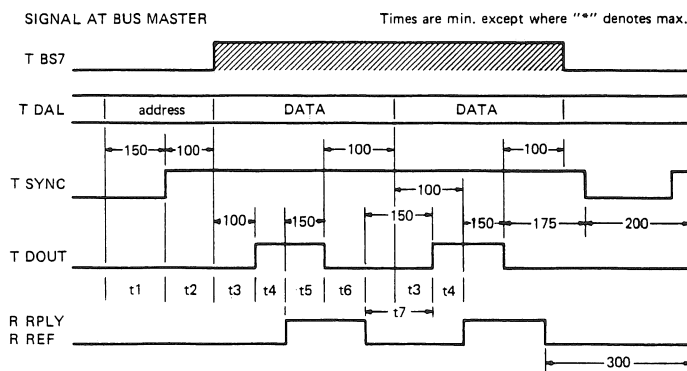 SIGNAL AT BUS MASTER Times are min. except where "*" denotes max.
T BS7
T DAL address DATA DATA
150 100 100 100
T SYNC
100
100 150 150 150 175 200
T DOUT
t1 t2 t3 t4 t5 t6 t3 t4
t7
R RPLY
R REF
300